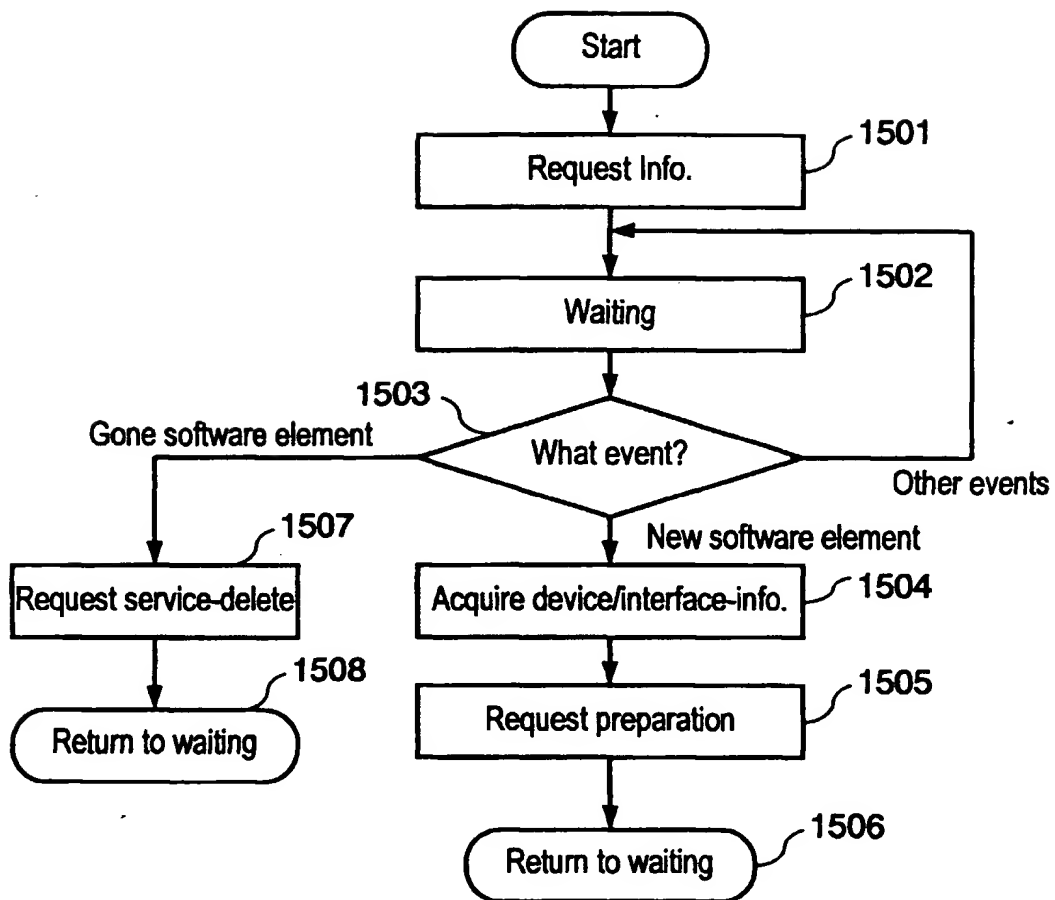 Start
1501
Request Info.
1502
Waiting
1503
Gone software element
What event?
Other events
1507
New software element
Request service-delete
Acquire device/interface-info.
1504
1508
Return to waiting
Request preparation
1505
Return to waiting
1506